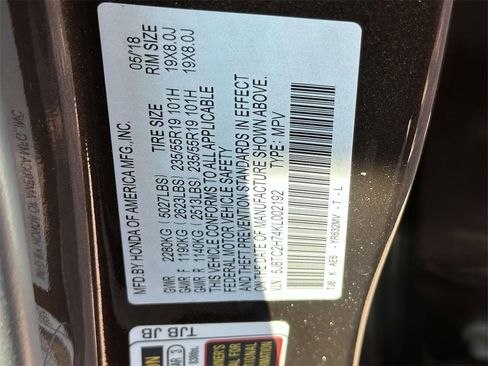 MFD. BY HONDA OF AMERICA MFG., INC. 05/18
TIRE SIZE RIM SIZE
GVWR 2280KG ( 5027LBS)
GAWR F 1190KG ( 2623LBS) 235/55R19 101H 19X8.0J
GAWR R 1140KG ( 2513LBS) 235/55R19 101H 19X8.0J
THIS VEHICLE CONFORMS TO ALL APPLICABLE
FEDERAL MOTOR VEHICLE SAFETY
AND THEFT PREVENTION STANDARDS IN EFFECT
ON THE DATE OF MANUFACTURE SHOWN ABOVE.
V.I.N. 5J8TC2H74KL002192 TYPE: MPV
TJB K AE6 -YR632MV - T - L
TJB JB